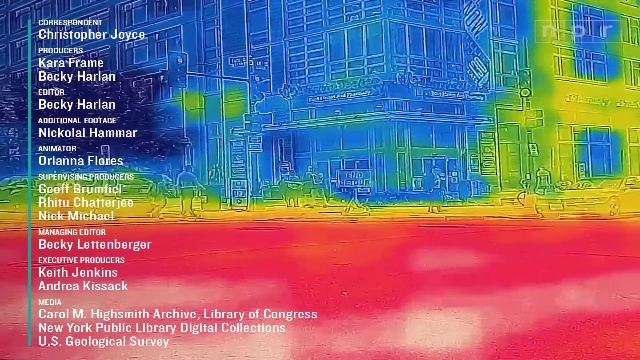 CORRESPONDENT
Christopher Joyce
PRODUCERS
Kara Frame
Becky Harlan
EDITOR
Becky Harlan
ADDITIONAL FOOTAGE
Nickolai Hammar
ANIMATOR
Orianna Flores
SUPERVISING PRODUCERS
Geoff Brumfiel
Rhitu Chatterjee
Nick Michael
MANAGING EDITOR
Becky Lettenberger
EXECUTIVE PRODUCERS
Keith Jenkins
Andrea Kissack
MEDIA
Carol M. Highsmith Archive, Library of Congress
New York Public Library Digital Collections
U.S. Geological Survey
npr